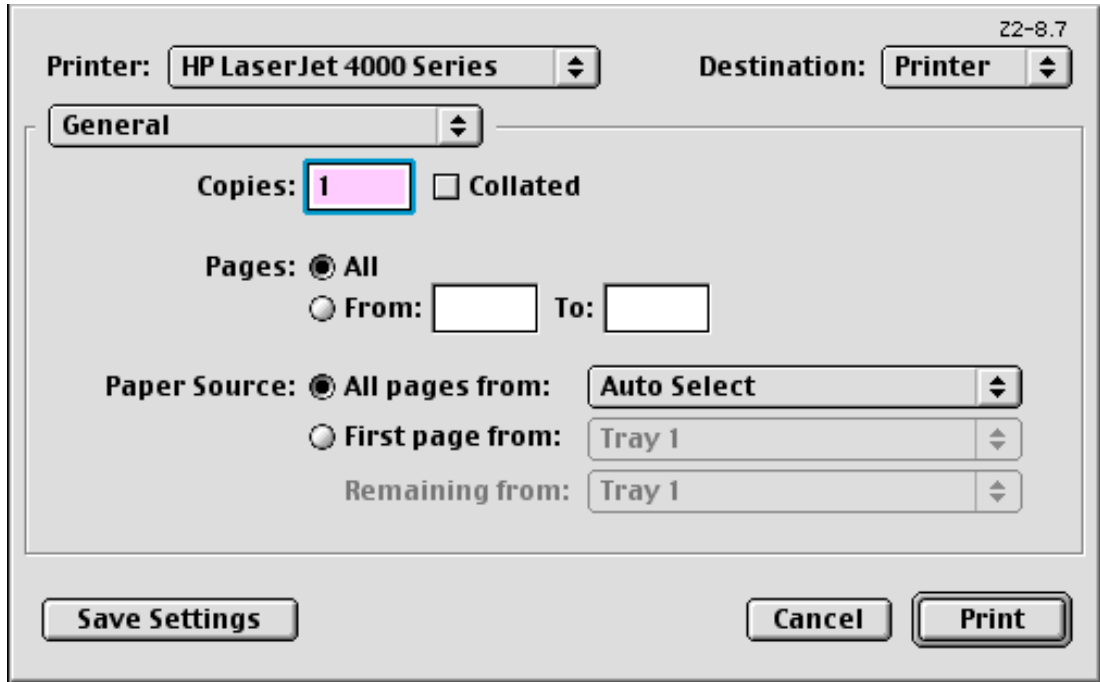 Z2-8.7
Printer: HP LaserJet 4000 Series Destination: Printer
General
Copies: 1 Collated
Pages: All
From: To:
Paper Source: All pages from: Auto Select
First page from: Tray 1
Remaining from: Tray 1
Save Settings Cancel Print